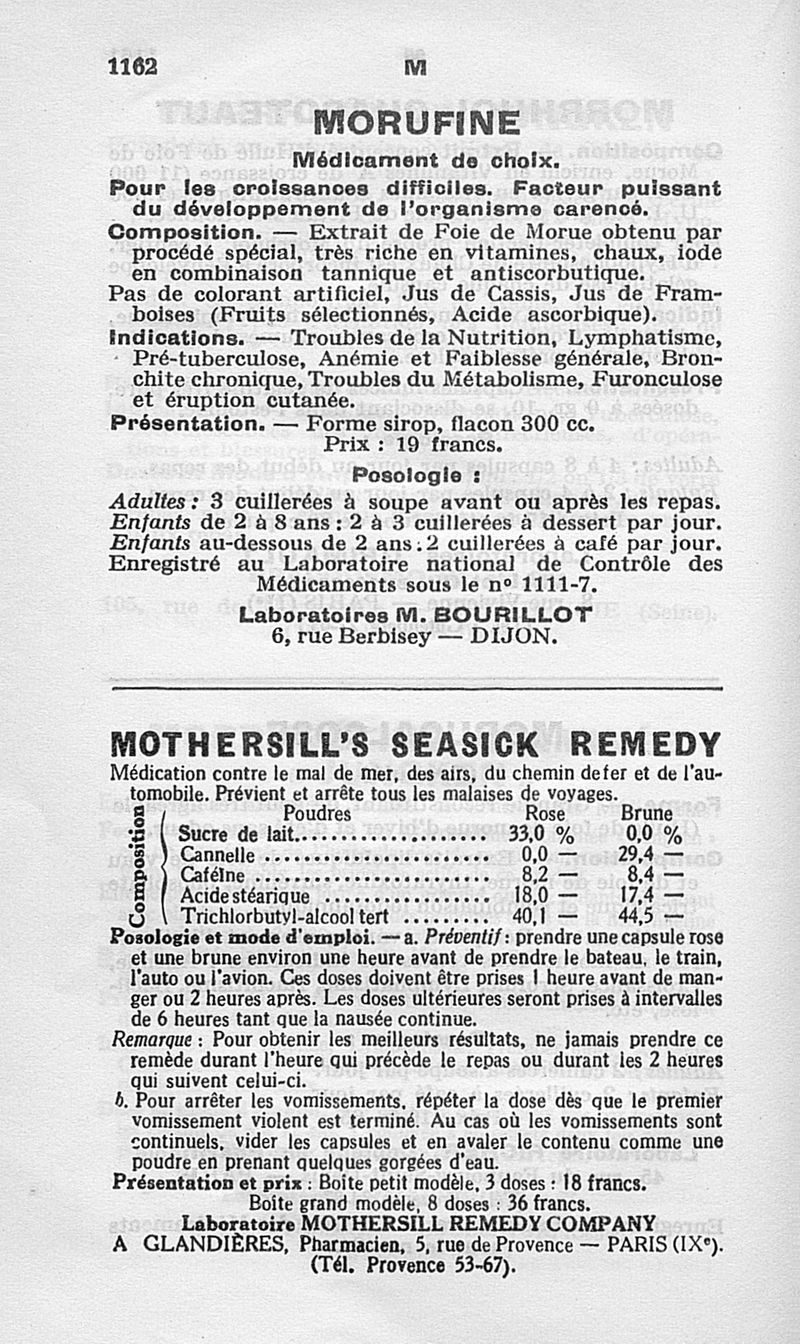 1162 M
MORUFINE
Médicament de choix.
Pour les croissances difficiles. Facteur puissant
du développement de l'organisme carencé.
Composition. — Extrait de Foie de Morue obtenu par
procédé spécial, très riche en vitamines, chaux, iode
en combinaison tannique et antiscorbutique.
Pas de colorant artificiel, Jus de Cassis, Jus de Fram-
boises (Fruits sélectionnés, Acide ascorbique).
Indications. — Troubles de la Nutrition, Lymphatisme,
Pré-tuberculose, Anémie et Faiblesse générale, Bron-
chite chronique, Troubles du Métabolisme, Furonculose
et éruption cutanée.
Présentation. — Forme sirop, flacon 300 cc.
Prix : 19 francs.
Posologie :
Adultes : 3 cuillerées à soupe avant ou après les repas.
Enfants de 2 à 8 ans : 2 à 3 cuillerées à dessert par jour.
Enfants au-dessous de 2 ans : 2 cuillerées à café par jour.
Enregistré au Laboratoire national de Contrôle des
Médicaments sous le nº 1111-7.
Laboratoires M. BOURILLOT
6, rue Berbisey — DIJON.
MOTHERSILL'S SEASICK REMEDY
Médication contre le mal de mer, des airs, du chemin de fer et de l'au-
tomobile. Prévient et arrête tous les malaises de voyages.
Composition
Poudres Rose Brune
Sucre de lait....................... 33,0 % 0,0 %
Cannelle ........................ 0,0 — 29,4 —
Caféine ......................... 8,2 — 8,4 —
Acide stéarique ................. 18,0 — 17,4 —
Trichlorbutyl-alcool tert .......... 40,1 — 44,5 —
Posologie et mode d'emploi. — a. Préventif : prendre une capsule rose
et une brune environ une heure avant de prendre le bateau, le train,
l'auto ou l'avion. Ces doses doivent être prises 1 heure avant de man-
ger ou 2 heures après. Les doses ultérieures seront prises à intervalles
de 6 heures tant que la nausée continue.
Remarque : Pour obtenir les meilleurs résultats, ne jamais prendre ce
remède durant l'heure qui précède le repas ou durant les 2 heures
qui suivent celui-ci.
b. Pour arrêter les vomissements, répéter la dose dès que le premier
vomissement violent est terminé. Au cas où les vomissements sont
continuels, vider les capsules et en avaler le contenu comme une
poudre en prenant quelques gorgées d'eau.
Présentation et prix : Boîte petit modèle, 3 doses : 18 francs.
Boîte grand modèle, 8 doses : 36 francs.
Laboratoire MOTHERSILL REMEDY COMPANY
A GLANDIÈRES, Pharmacien, 5, rue de Provence — PARIS (IXe).
(Tél. Provence 53-67).